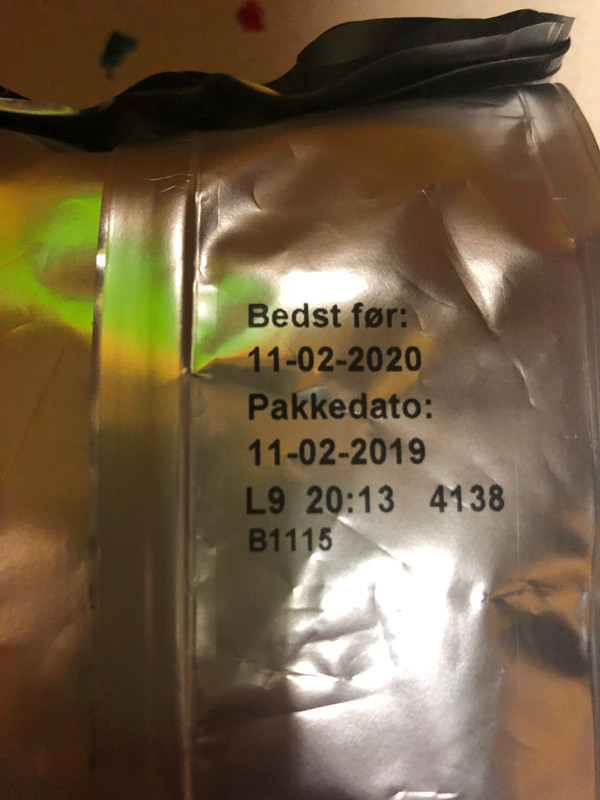 Bedst før:
11-02-2020
Pakkedato:
11-02-2019
L9 20:13 4138
B1115